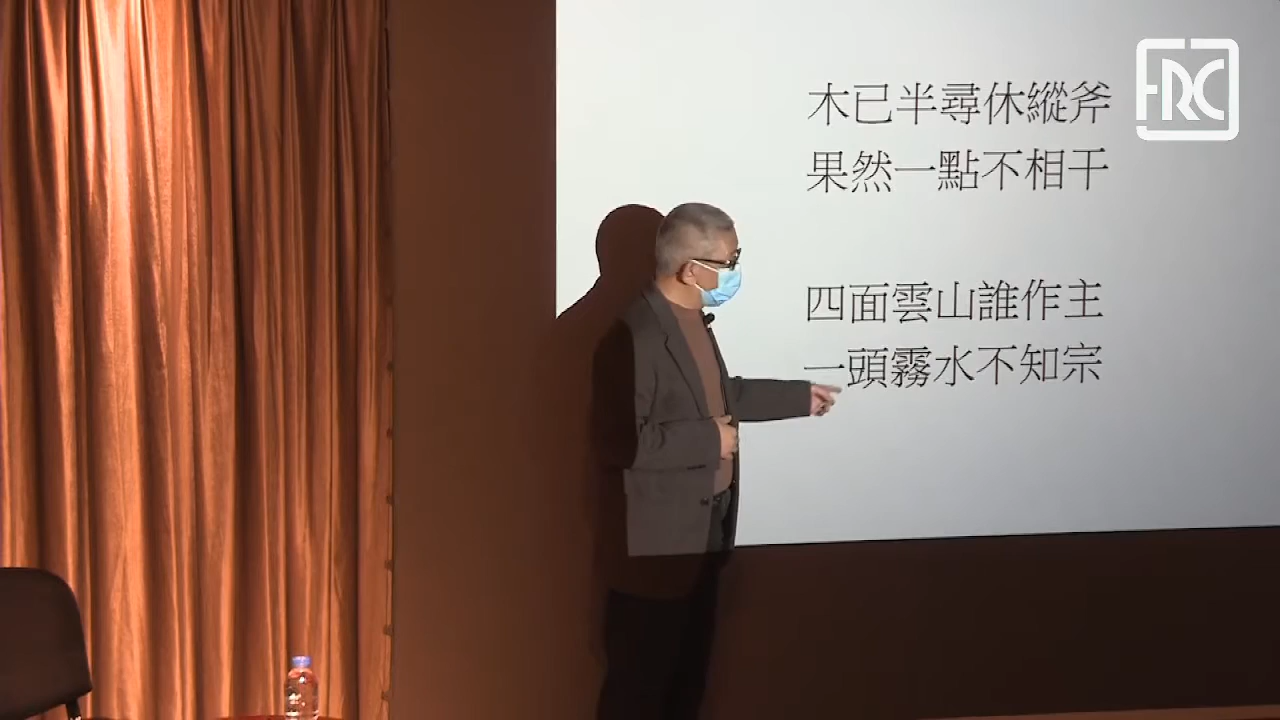 木已半尋休縱斧
果然一點不相干
四面雲山誰作主
一頭霧水不知宗